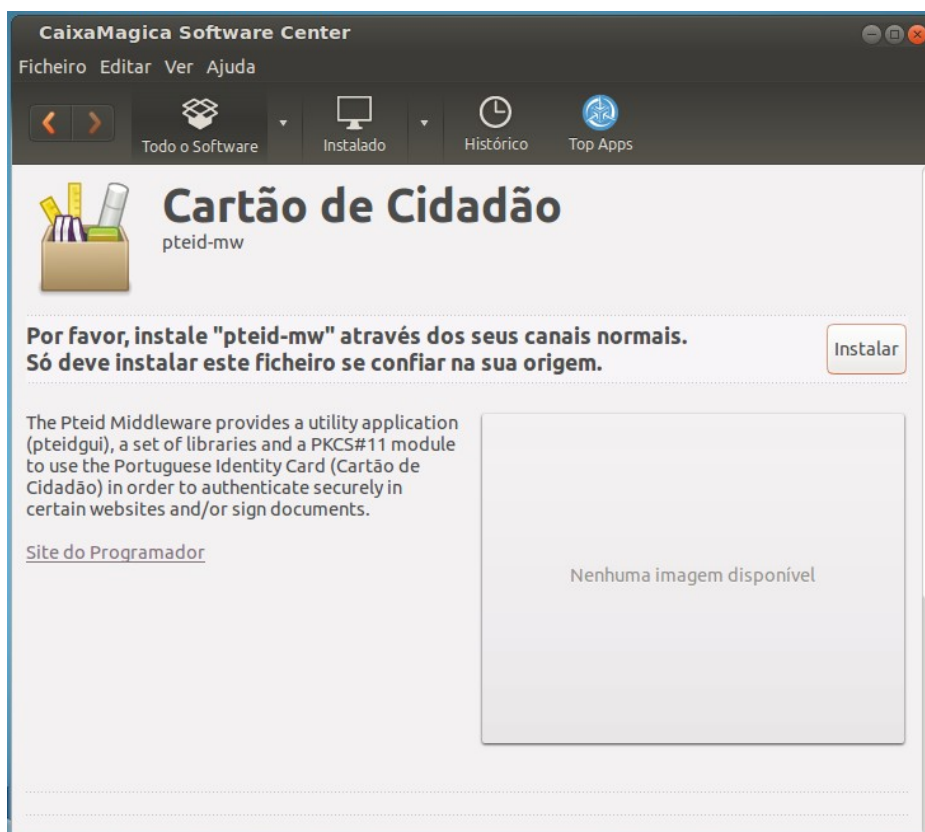 CaixaMagica Software Center
Ficheiro Editar Ver Ajuda
Todo o Software
Instalado
Histórico
Top Apps
Cartão de Cidadão
pteid-mw
Por favor, instale "pteid-mw" através dos seus canais normais.
Só deve instalar este ficheiro se confiar na sua origem.
Instalar
The Pteid Middleware provides a utility application
(pteidgui), a set of libraries and a PKCS#11 module
to use the Portuguese Identity Card (Cartão de
Cidadão) in order to authenticate securely in
certain websites and/or sign documents.
Site do Programador
Nenhuma imagem disponível